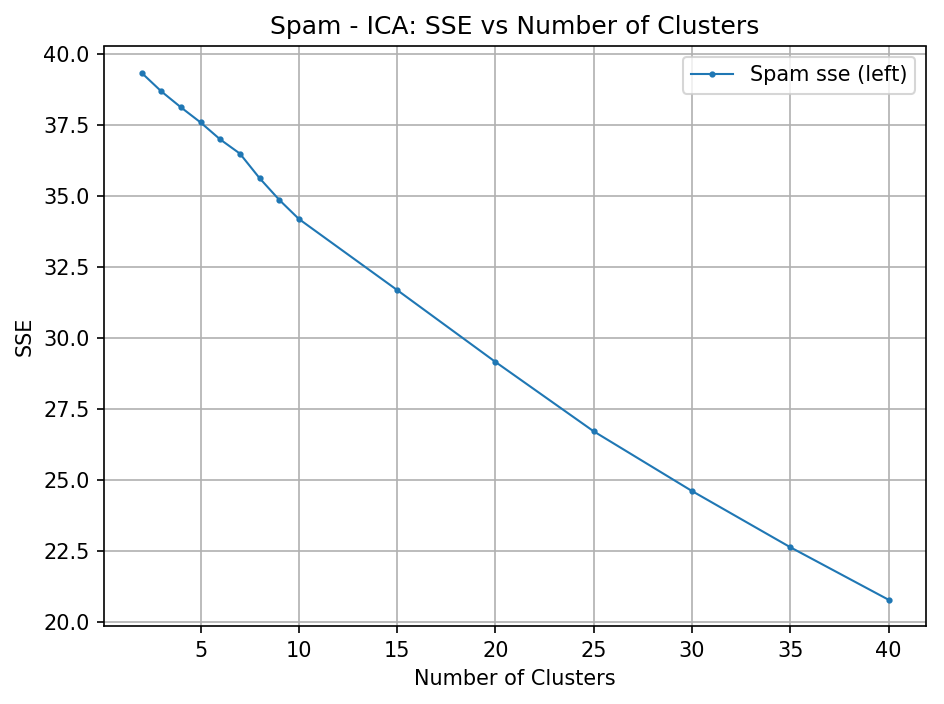 Spam - ICA: SSE vs Number of Clusters
Spam sse (left)
40.0
37.5
35.0
32.5
30.0
27.5
25.0
22.5
20.0
SSE
5 10 15 20 25 30 35 40
Number of Clusters